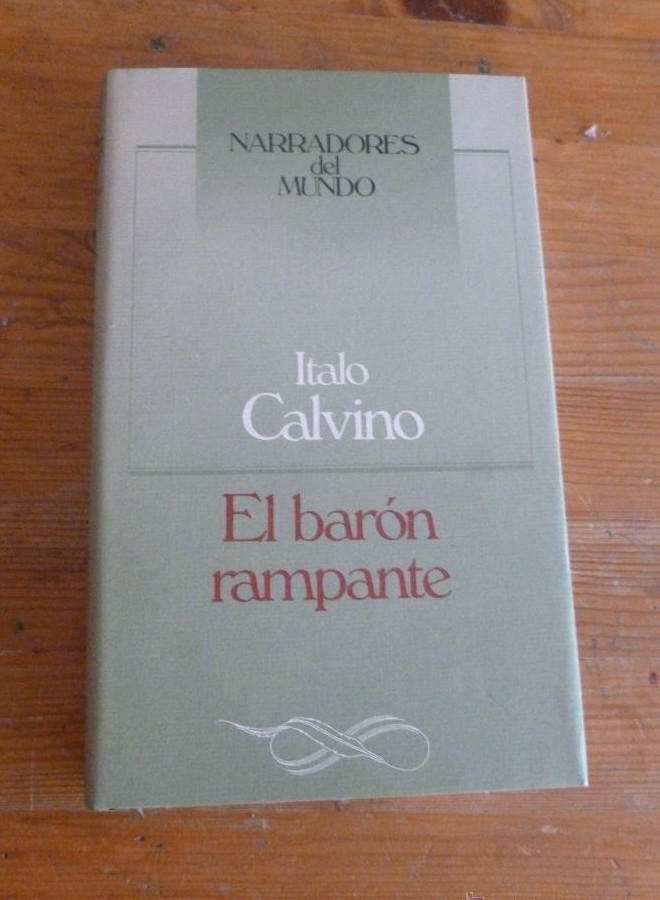 NARRADORES
del
MUNDO
Italo
Calvino
El barón
rampante